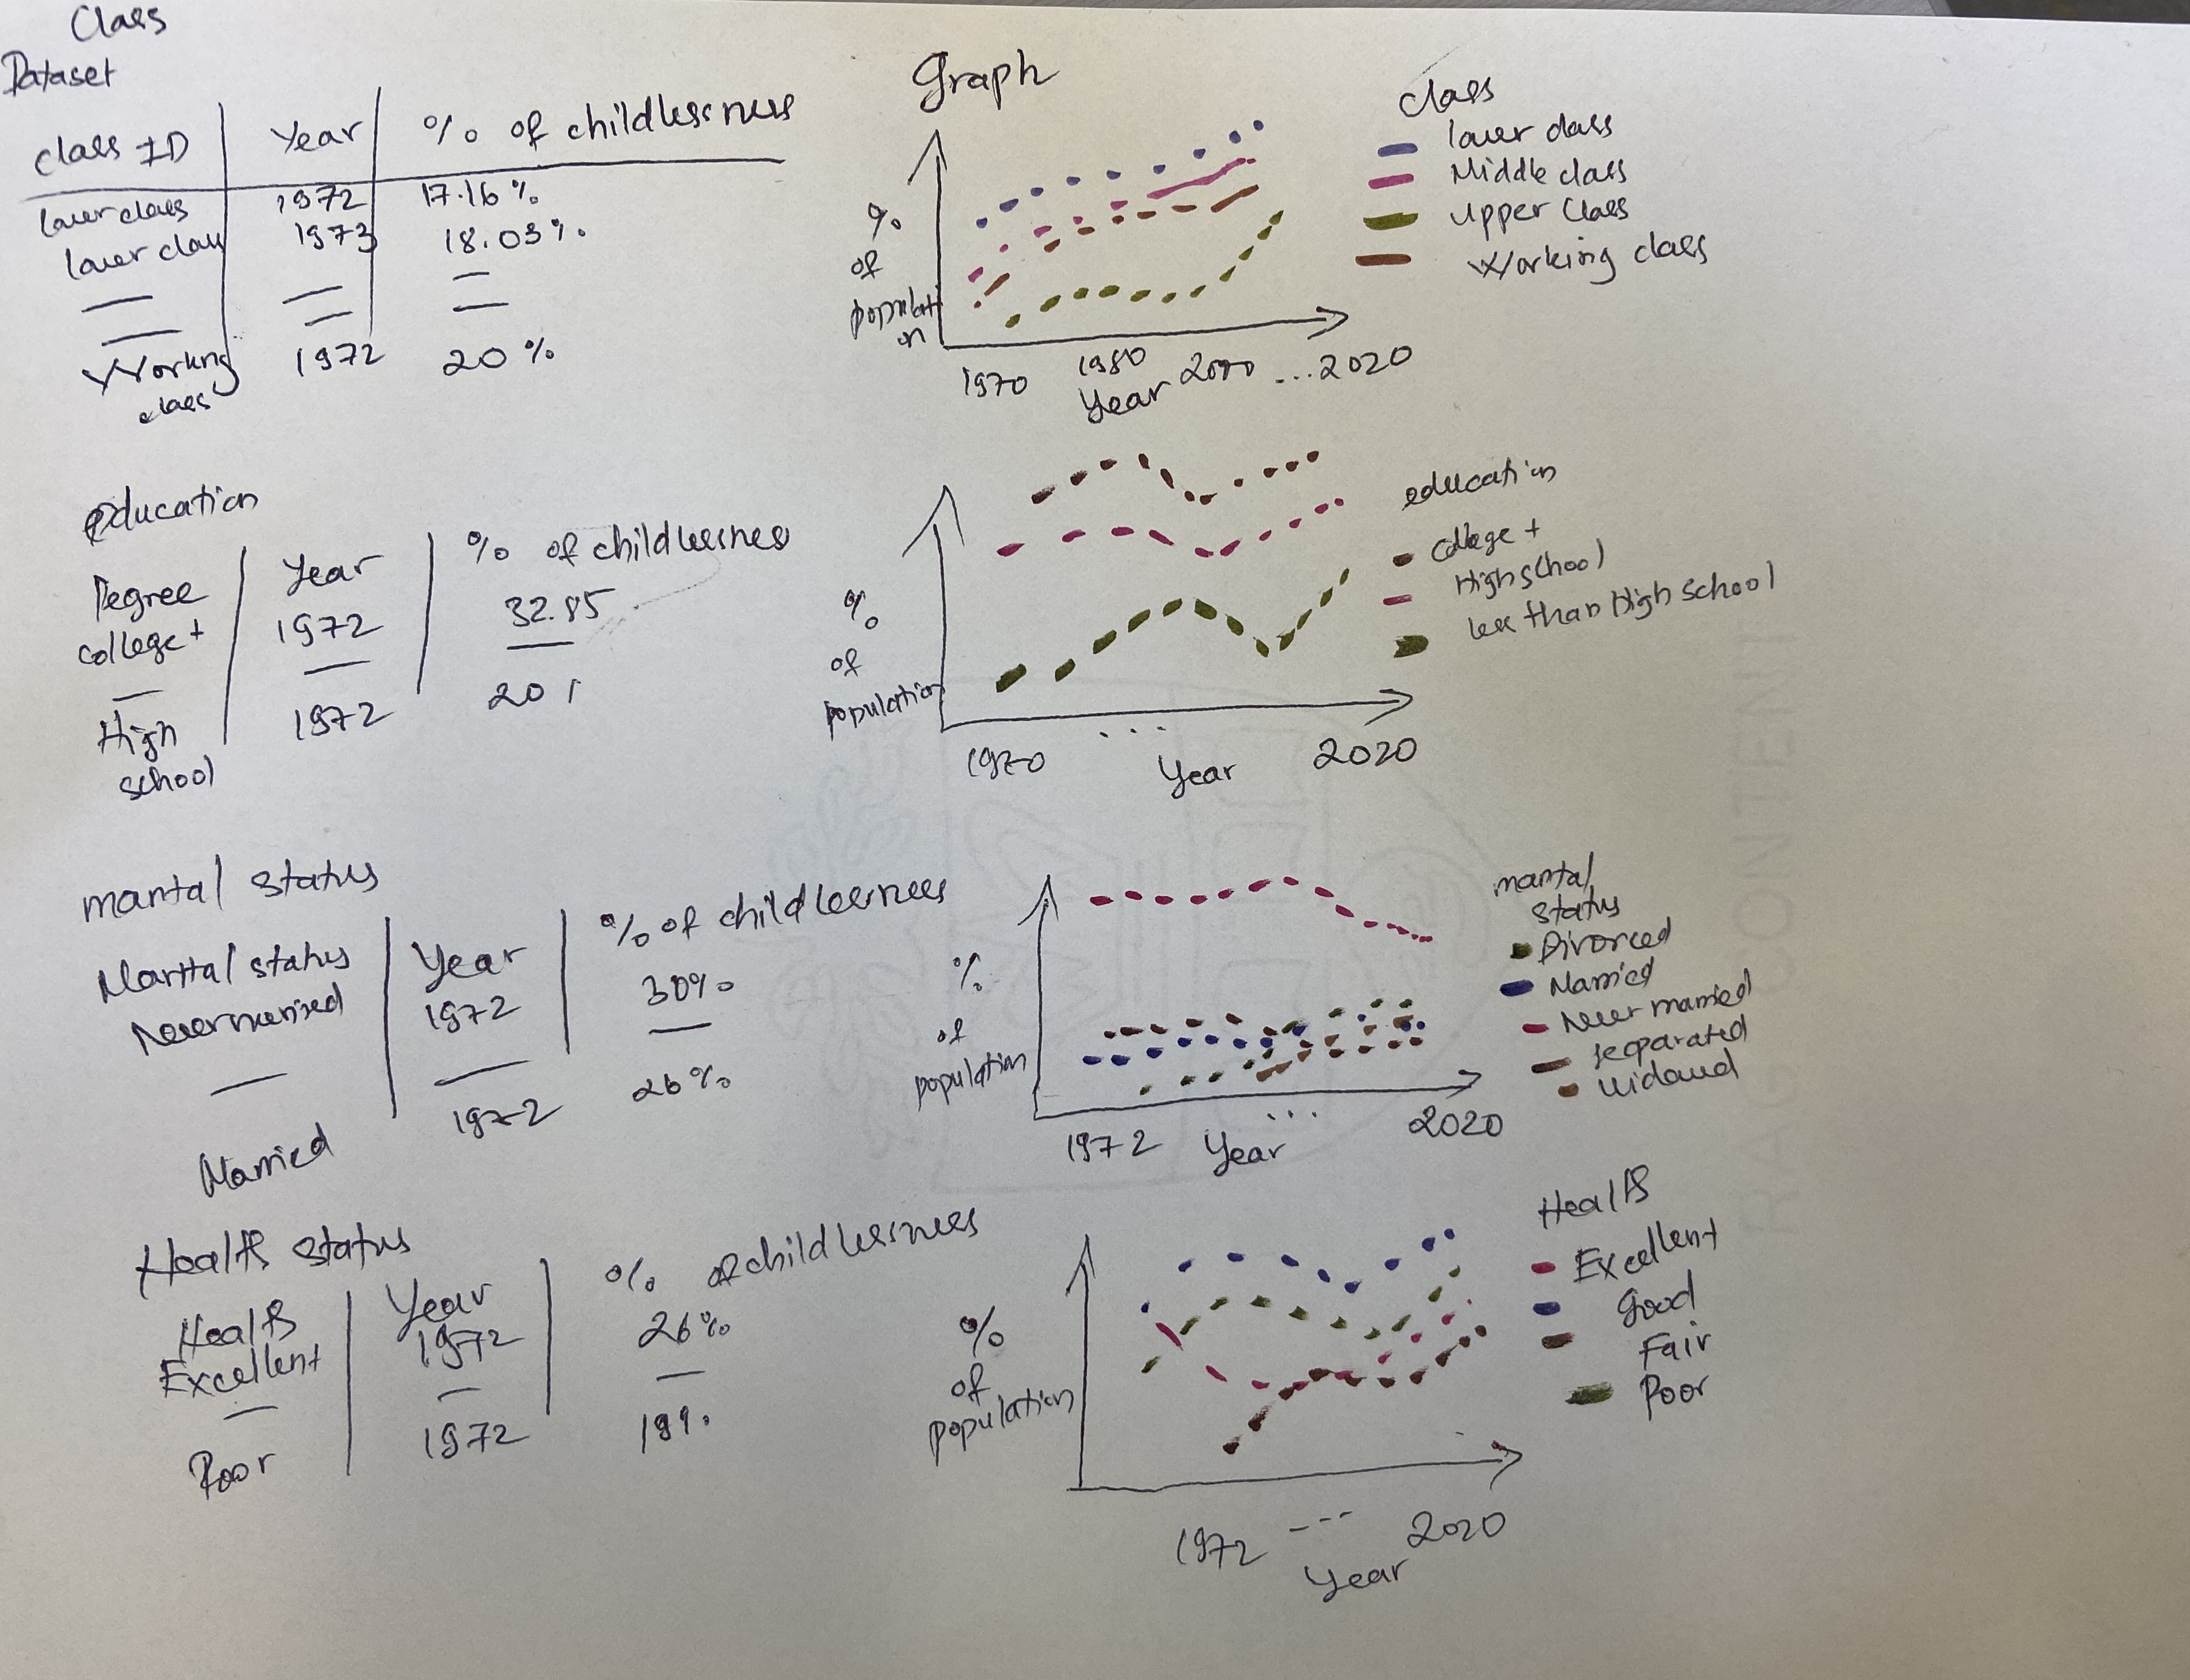 Class
Dataset
class ID | Year | % of childlessness
lower class 1972 17.16 %
lower class 1973 18.03%.
Working class 1972 20 %
Graph
% of populati on
1970 1980 2000 ...2020
Year
Class
lower class
Middle class
Upper Class
Working class
education
Degree | Year | % of childlessness
college+ 1972 32.85
High school 1972 20
% of population
1970 ... 2020
Year
education
College +
High school
less than High school
marital status
Marital status | Year | % of childlessness
Never married 1972 30%
Married 1972 26%
% of population
1972 ... 2020
Year
marital status
Divorced
Married
Never married
separated
widowed
Health status
Health | Year | % of childlessness
Excellent 1972 26%
Poor 1972
% of population
1972 --- 2020
Year
Health
Excellent
Good
Fair
Poor